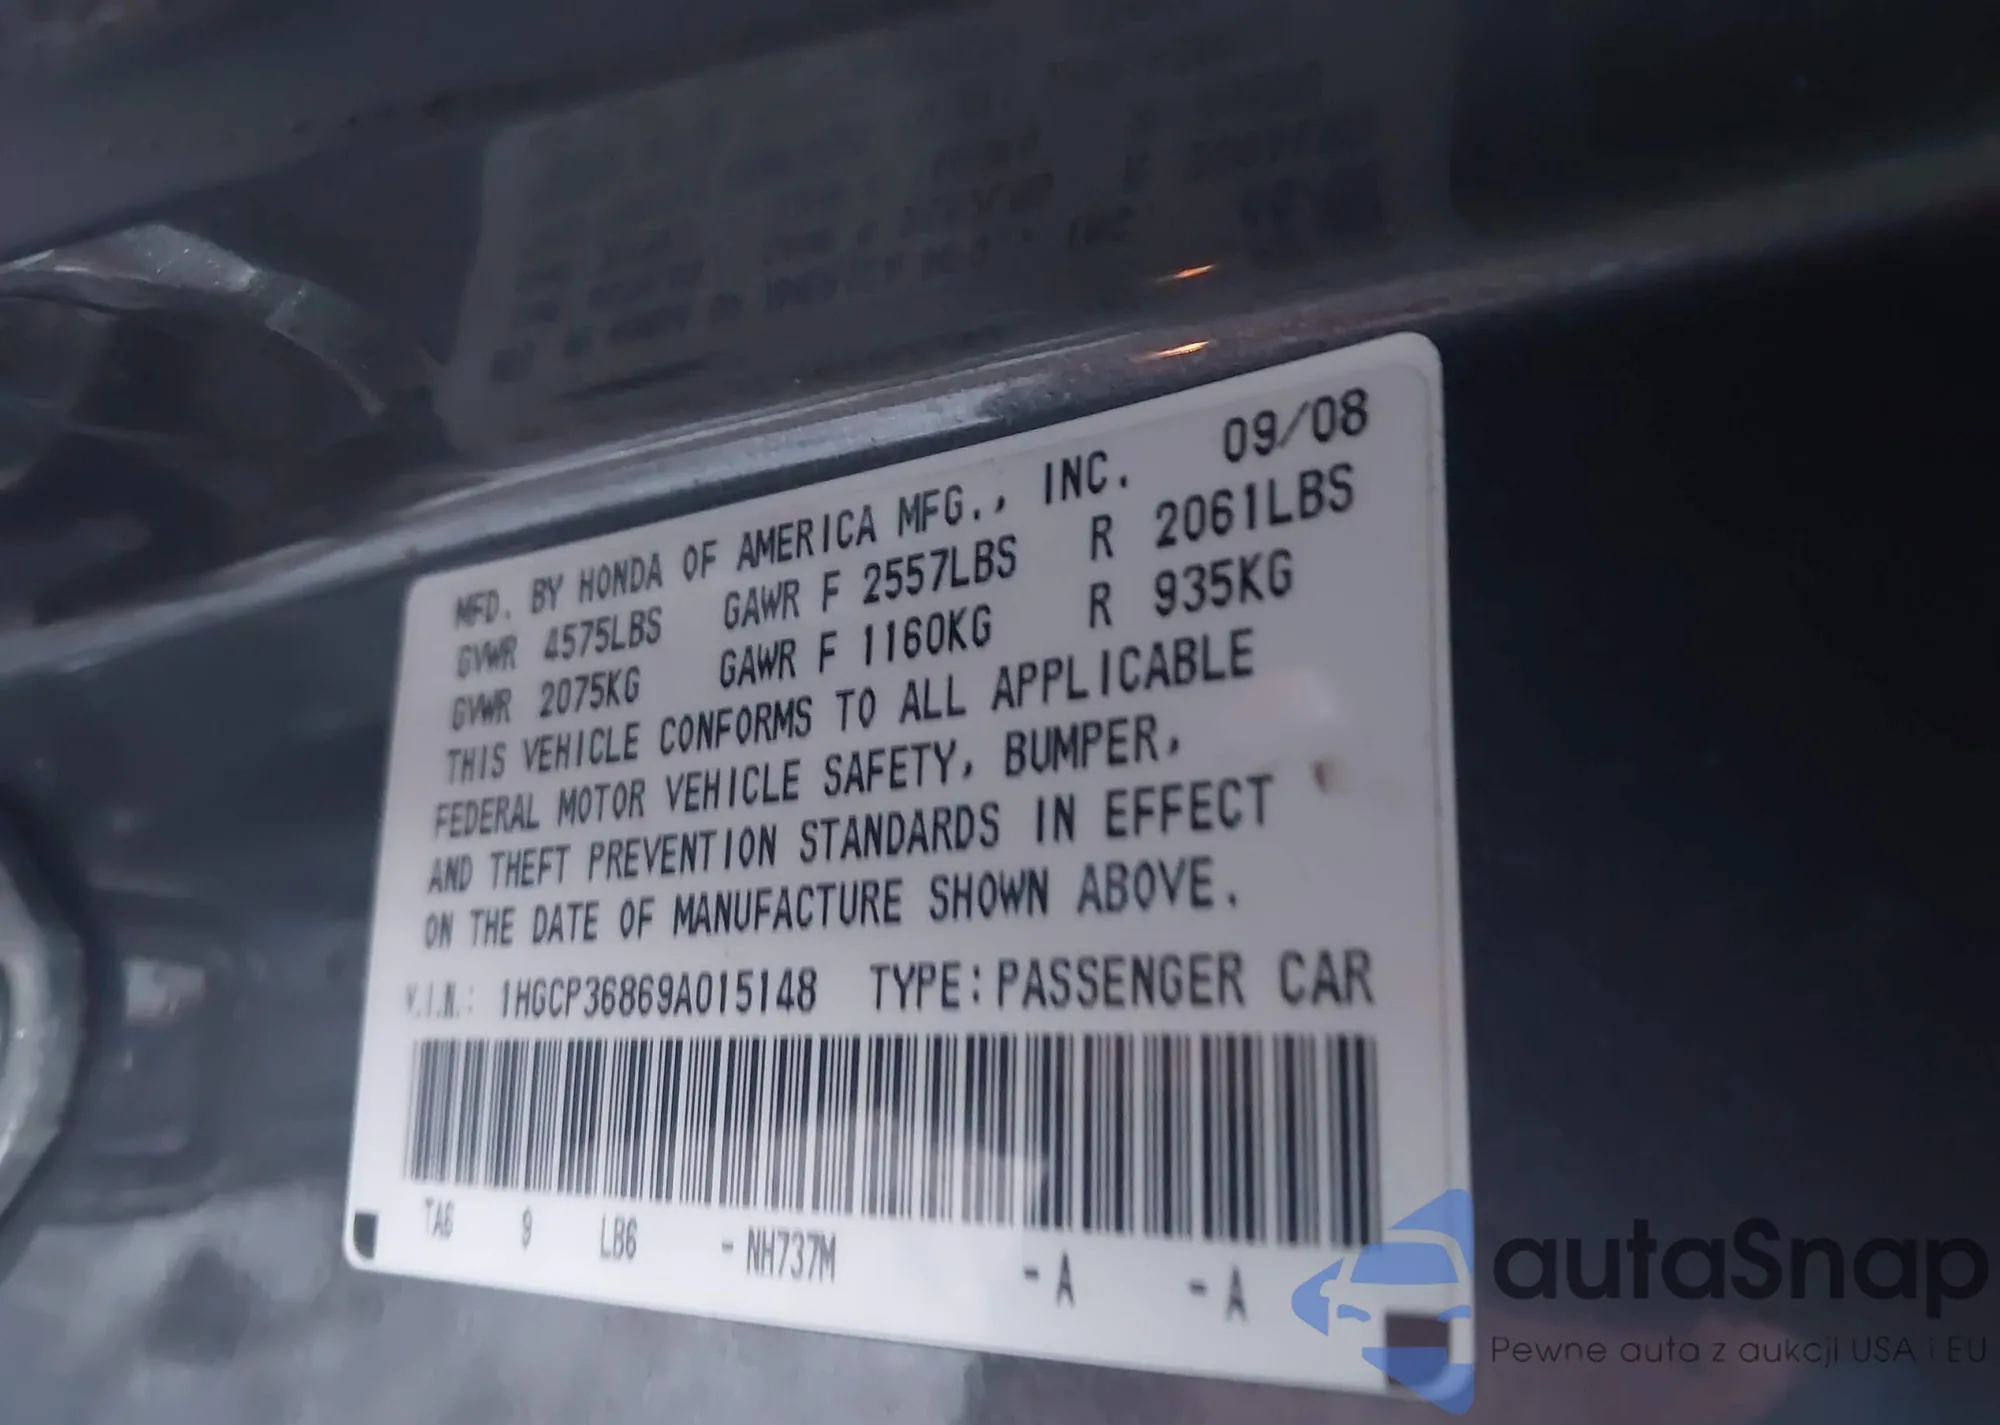 MFD. BY HONDA OF AMERICA MFG., INC. 09/08
GVWR 4575LBS GAWR F 2557LBS R 2061LBS
GVWR 2075KG GAWR F 1160KG R 935KG
THIS VEHICLE CONFORMS TO ALL APPLICABLE
FEDERAL MOTOR VEHICLE SAFETY, BUMPER,
AND THEFT PREVENTION STANDARDS IN EFFECT
ON THE DATE OF MANUFACTURE SHOWN ABOVE.
V.I.N.: 1HGCP36869A015148 TYPE: PASSENGER CAR
TA6 9 LB6 - NH737M - A - A
autaSnap
Pewne auta z aukcji USA i EU